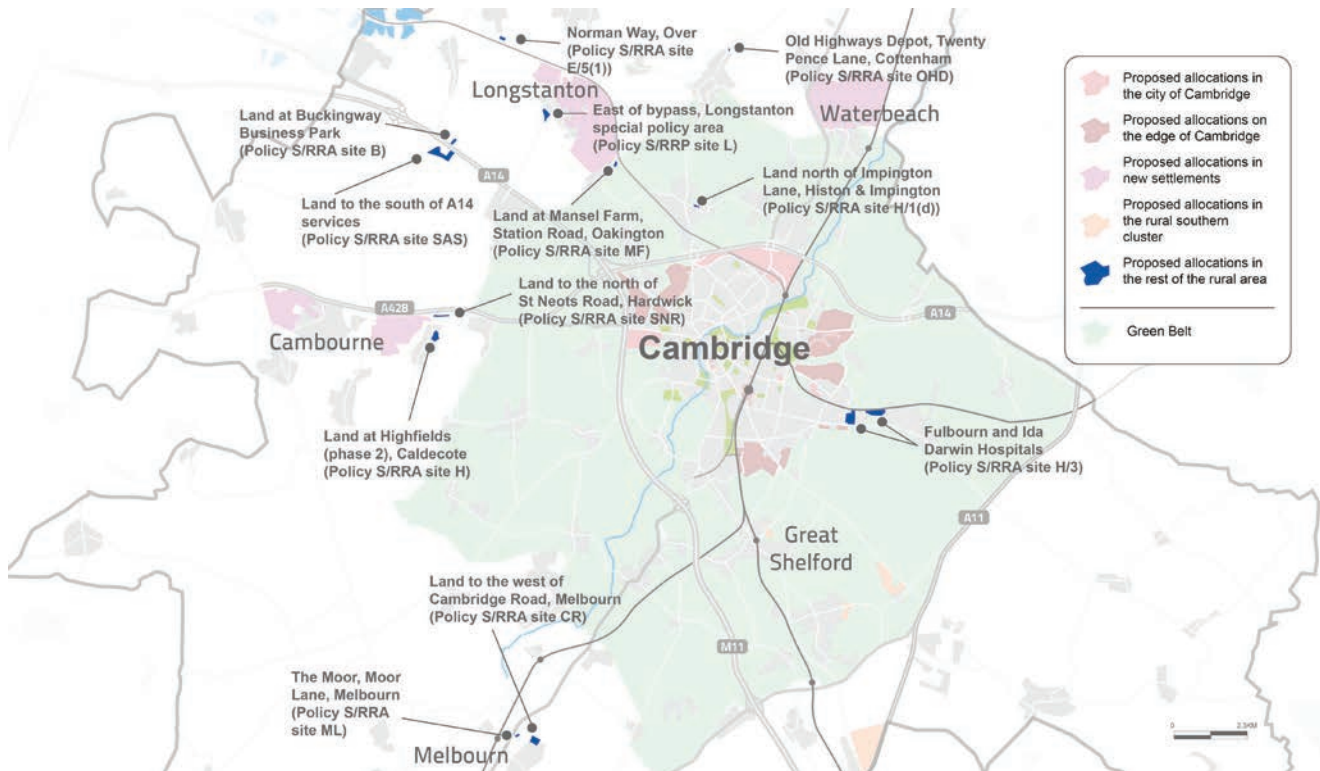 Norman Way, Over
(Policy S/RRA site
E/5(1))
Old Highways Depot, Twenty
Pence Lane, Cottenham
(Policy S/RRA site OHD)
Longstanton
Waterbeach
Land at Buckingway
Business Park
(Policy S/RRA site B)
East of bypass, Longstanton
special policy area
(Policy S/RRP site L)
A14
Land to the south of A14
services
(Policy S/RRA site SAS)
Land at Mansel Farm,
Station Road, Oakington
(Policy S/RRA site MF)
Land north of Impington
Lane, Histon & Impington
(Policy S/RRA site H/1(d))
A428
Land to the north of
St Neots Road, Hardwick
(Policy S/RRA site SNR)
A14
Cambourne
Cambridge
Land at Highfields
(phase 2), Caldecote
(Policy S/RRA site H)
Fulbourn and Ida
Darwin Hospitals
(Policy S/RRA site H/3)
A11
Great
Shelford
Land to the west of
Cambridge Road, Melbourn
(Policy S/RRA site CR)
M11
The Moor, Moor
Lane, Melbourn
(Policy S/RRA
site ML)
Melbourn
Proposed allocations in
the city of Cambridge
Proposed allocations on
the edge of Cambridge
Proposed allocations in
new settlements
Proposed allocations in
the rural southern
cluster
Proposed allocations in
the rest of the rural area
Green Belt
0 2.5KM